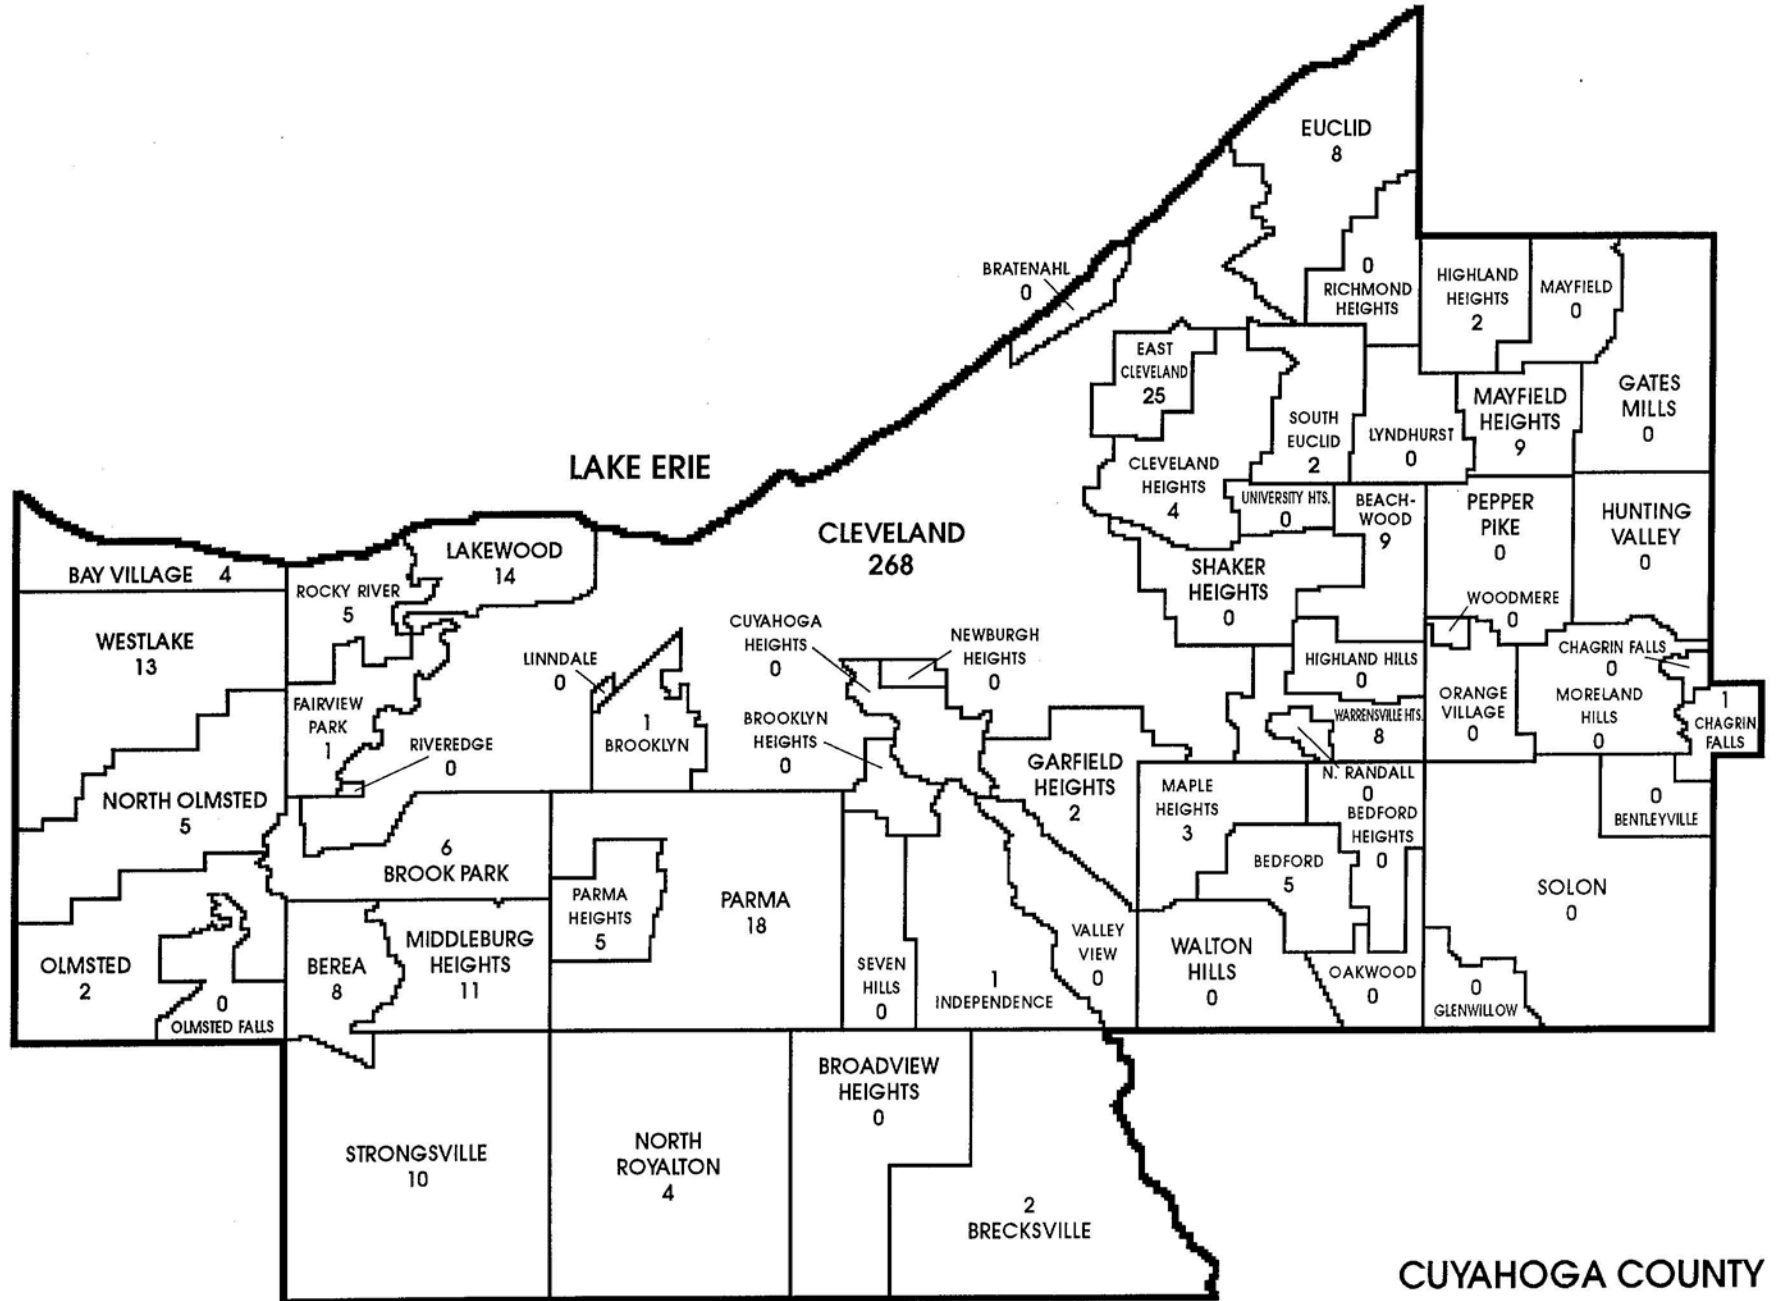 EUCLID
8
BRATENAHL
0
0
RICHMOND
HEIGHTS
HIGHLAND
HEIGHTS
2
MAYFIELD
0
EAST
CLEVELAND
25
GATES
MILLS
0
MAYFIELD
HEIGHTS
9
SOUTH
EUCLID
2
LYNDHURST
0
LAKE ERIE
CLEVELAND
HEIGHTS
4
UNIVERSITY HTS.
0
BEACH-
WOOD
9
PEPPER
PIKE
0
HUNTING
VALLEY
0
CLEVELAND
268
LAKEWOOD
14
BAY VILLAGE 4
ROCKY RIVER
5
SHAKER
HEIGHTS
0
WOODMERE
0
WESTLAKE
13
CUYAHOGA
HEIGHTS
0
NEWBURGH
HEIGHTS
0
LINNDALE
0
HIGHLAND HILLS
0
CHAGRIN FALLS
0
FAIRVIEW
PARK
1
ORANGE
VILLAGE
0
MORELAND
HILLS
0
1
CHAGRIN
FALLS
1
BROOKLYN
BROOKLYN
HEIGHTS
0
WARRENSVILLE HTS.
8
RIVEREDGE
0
GARFIELD
HEIGHTS
2
N. RANDALL
0
NORTH OLMSTED
5
MAPLE
HEIGHTS
3
BEDFORD
HEIGHTS
0
0
BENTLEYVILLE
6
BROOK PARK
BEDFORD
5
PARMA
HEIGHTS
5
PARMA
18
SOLON
0
OLMSTED
2
BEREA
8
MIDDLEBURG
HEIGHTS
11
VALLEY
VIEW
0
WALTON
HILLS
0
SEVEN
HILLS
0
1
INDEPENDENCE
OAKWOOD
0
0
GLENWILLOW
0
OLMSTED FALLS
BROADVIEW
HEIGHTS
0
STRONGSVILLE
10
NORTH
ROYALTON
4
2
BRECKSVILLE
CUYAHOGA COUNTY